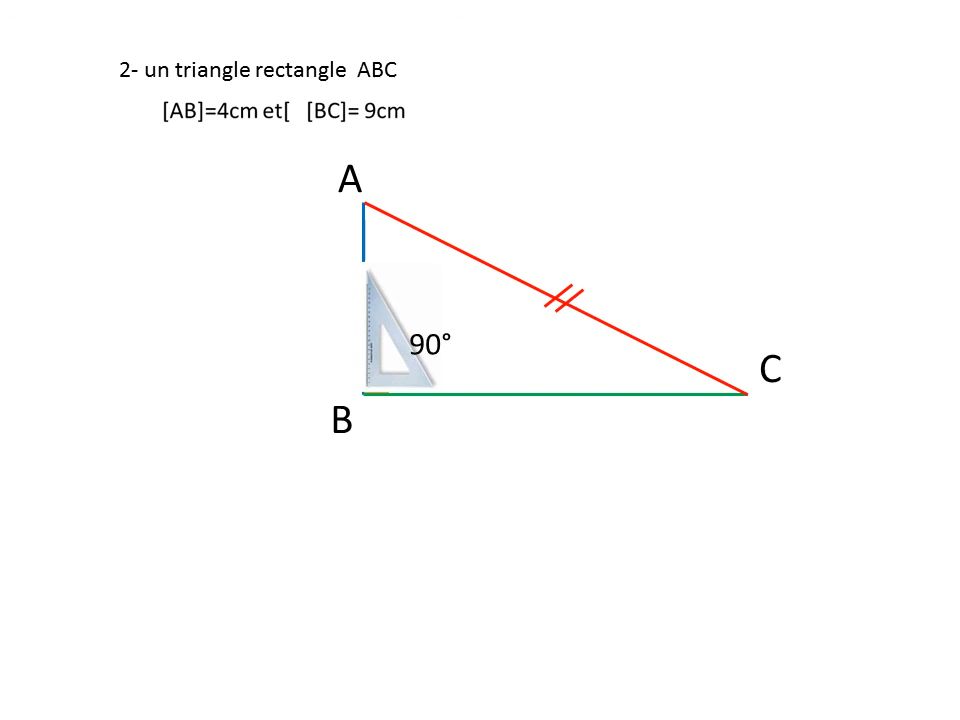 2- un triangle rectangle ABC
[AB]=4cm et[ [BC]= 9cm
A
90°
C
B